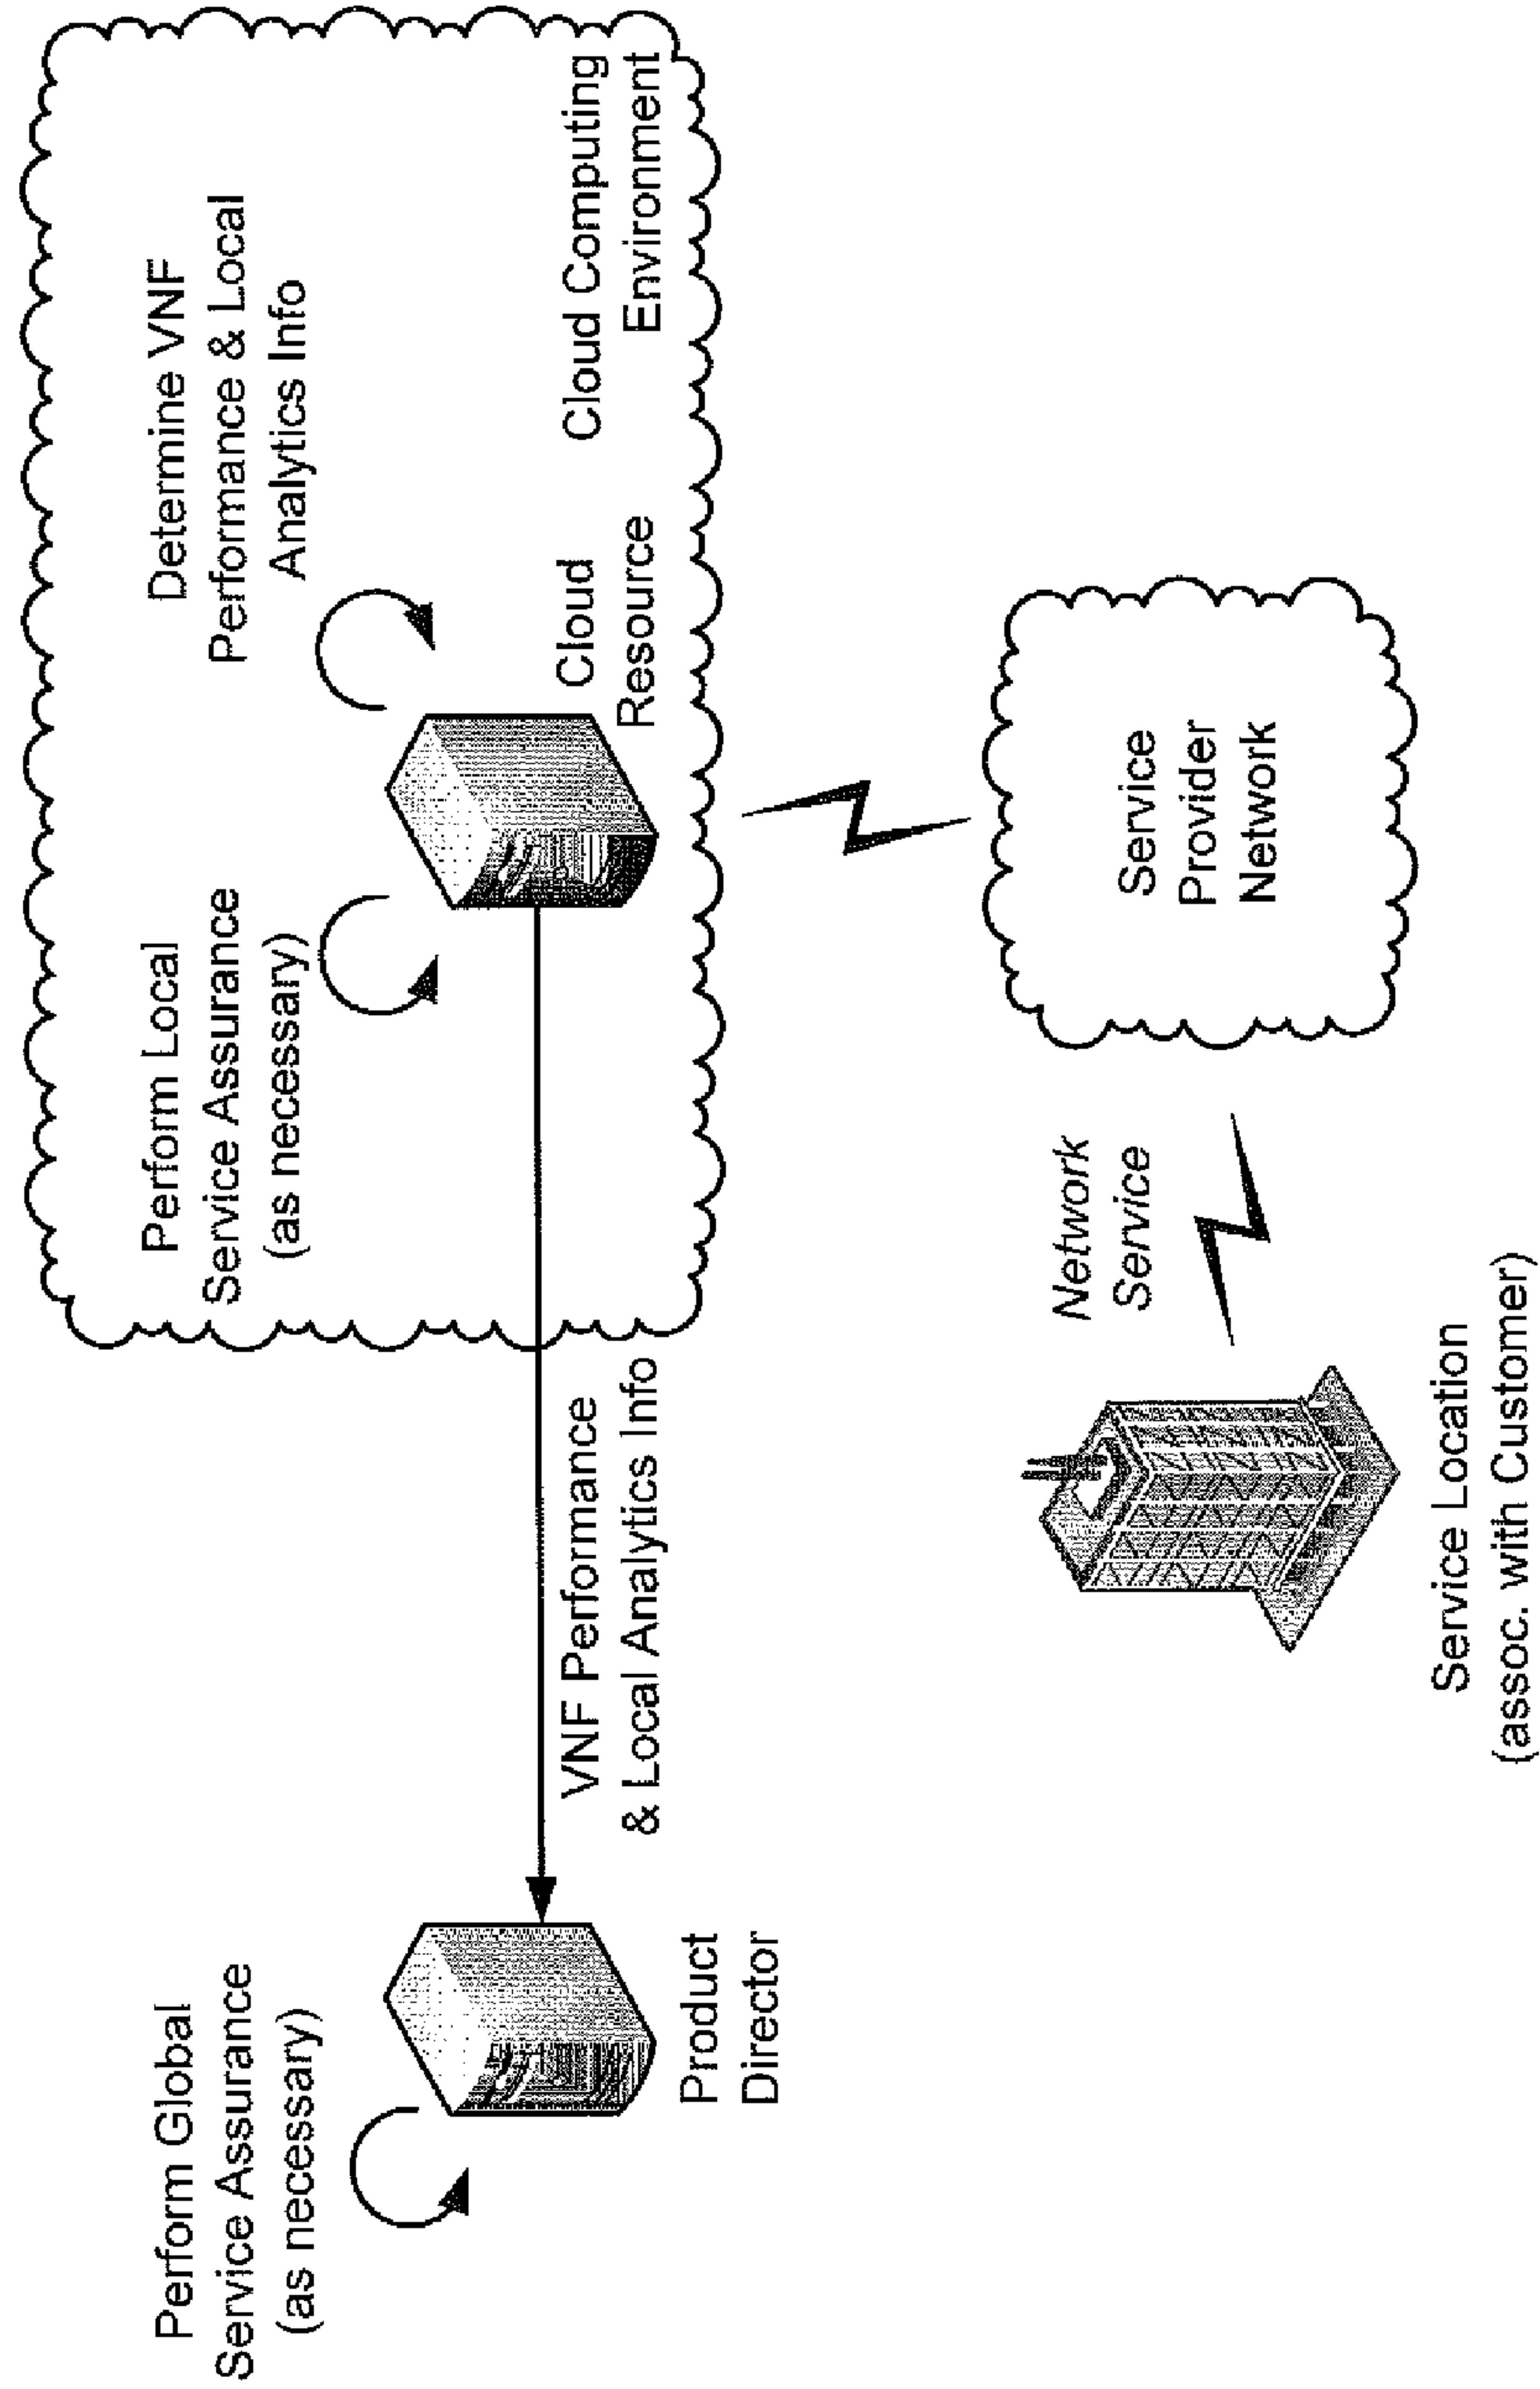 Perform Global
Service Assurance
(as necessary)
Product
Director
VNF Performance
& Local Analytics Info
Perform Local
Service Assurance
(as necessary)
Determine VNF
Performance & Local
Analytics Info
Cloud
Resource
Cloud Computing
Environment
Service Location
(assoc. with Customer)
Network
Service
Service
Provider
Network